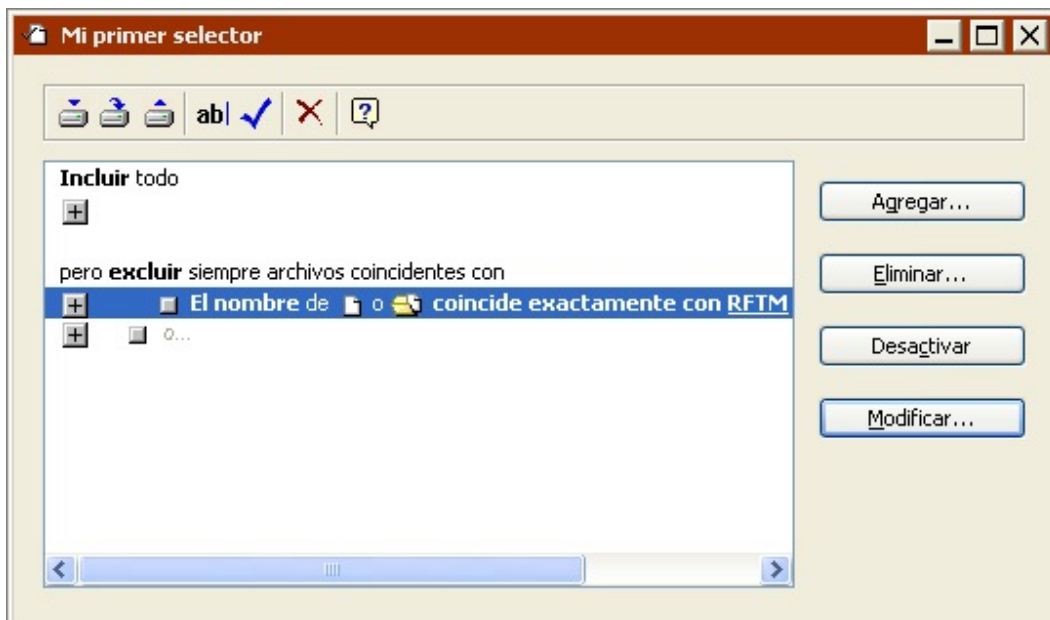 Mi primer selector
ab
Incluir todo
pero excluir siempre archivos coincidentes con
El nombre de o coincide exactamente con RFTM
o...
Agregar...
Eliminar...
Desactivar
Modificar...